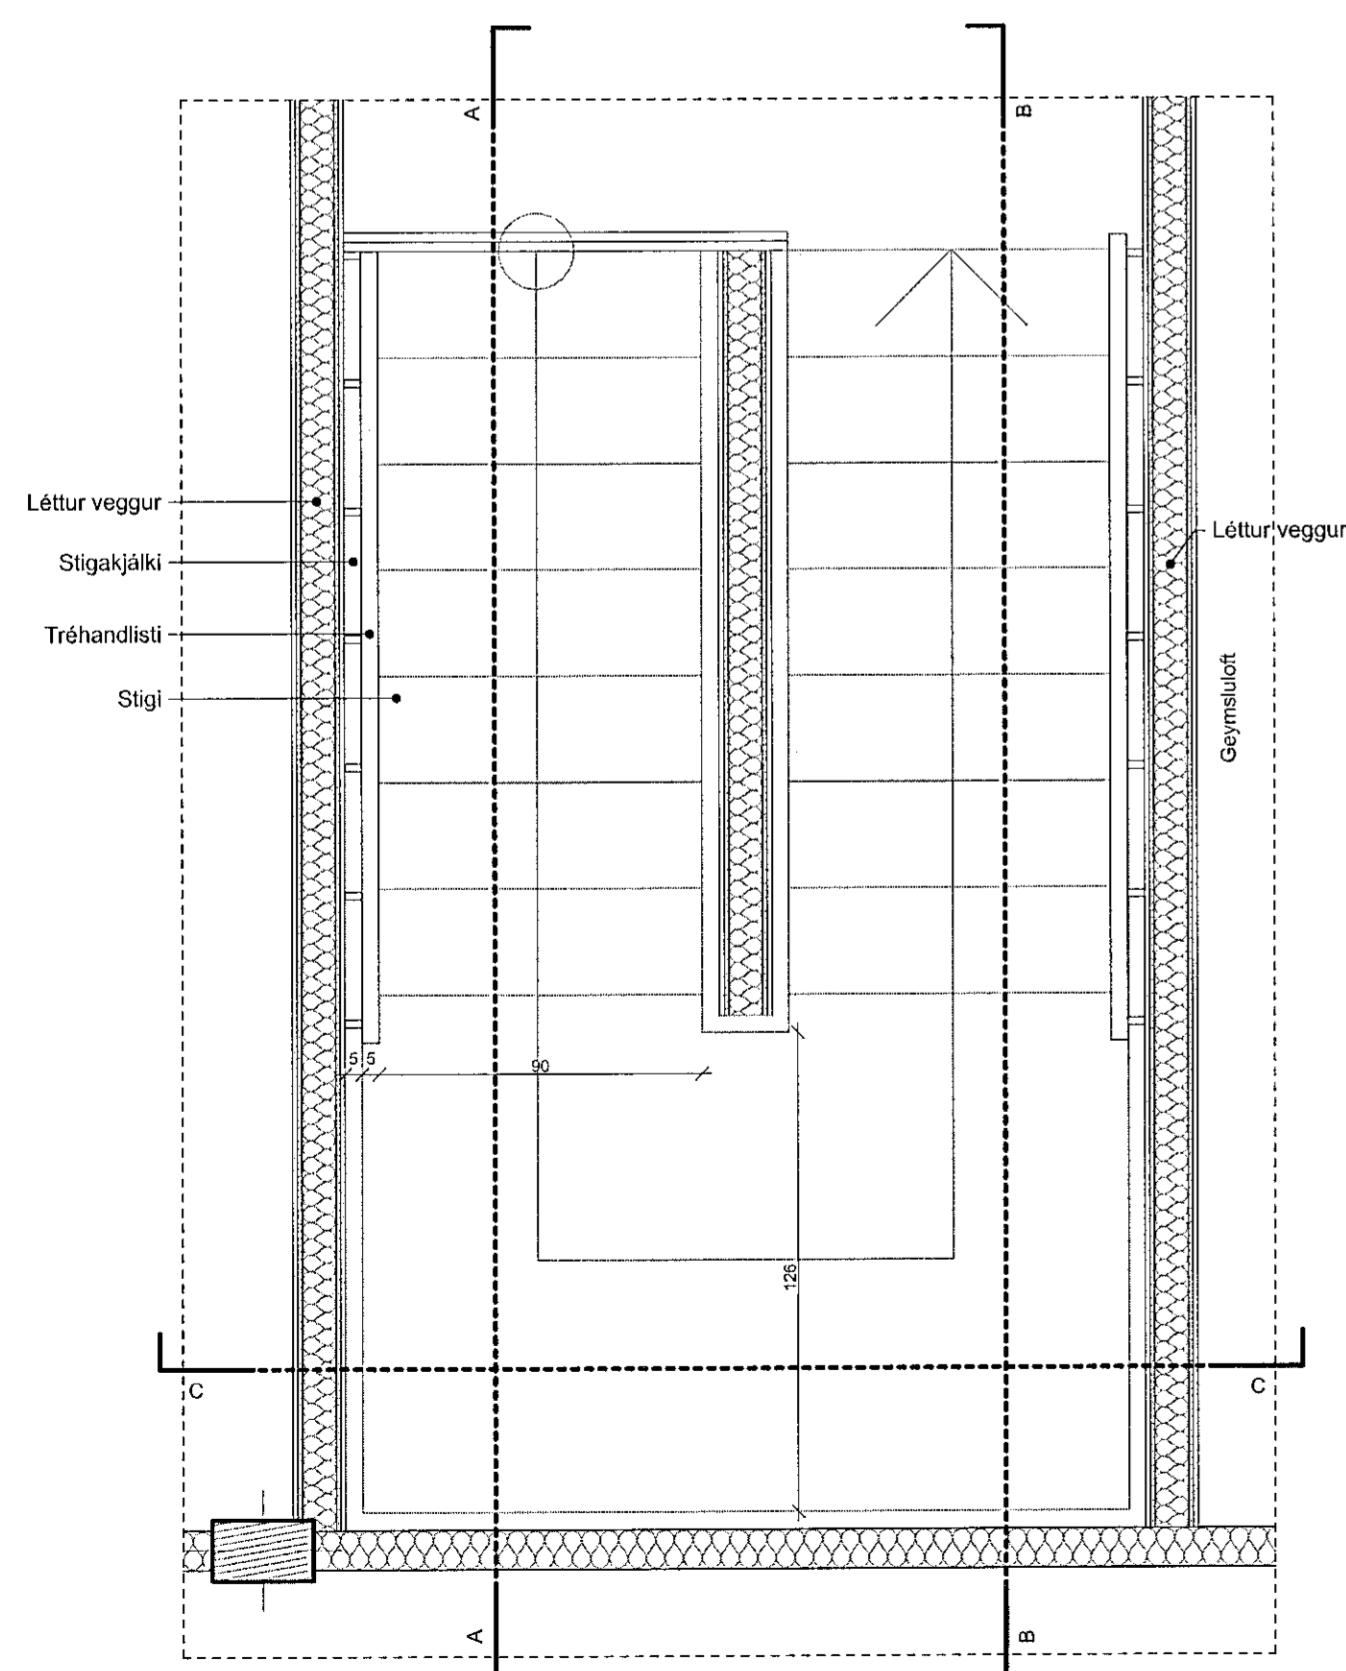 A
B
Léttur veggur
Léttur veggur
Stigakjálki
Tréhandlisti
Geymsluloft
Stigi
5
5
90
126
C
C
A
B